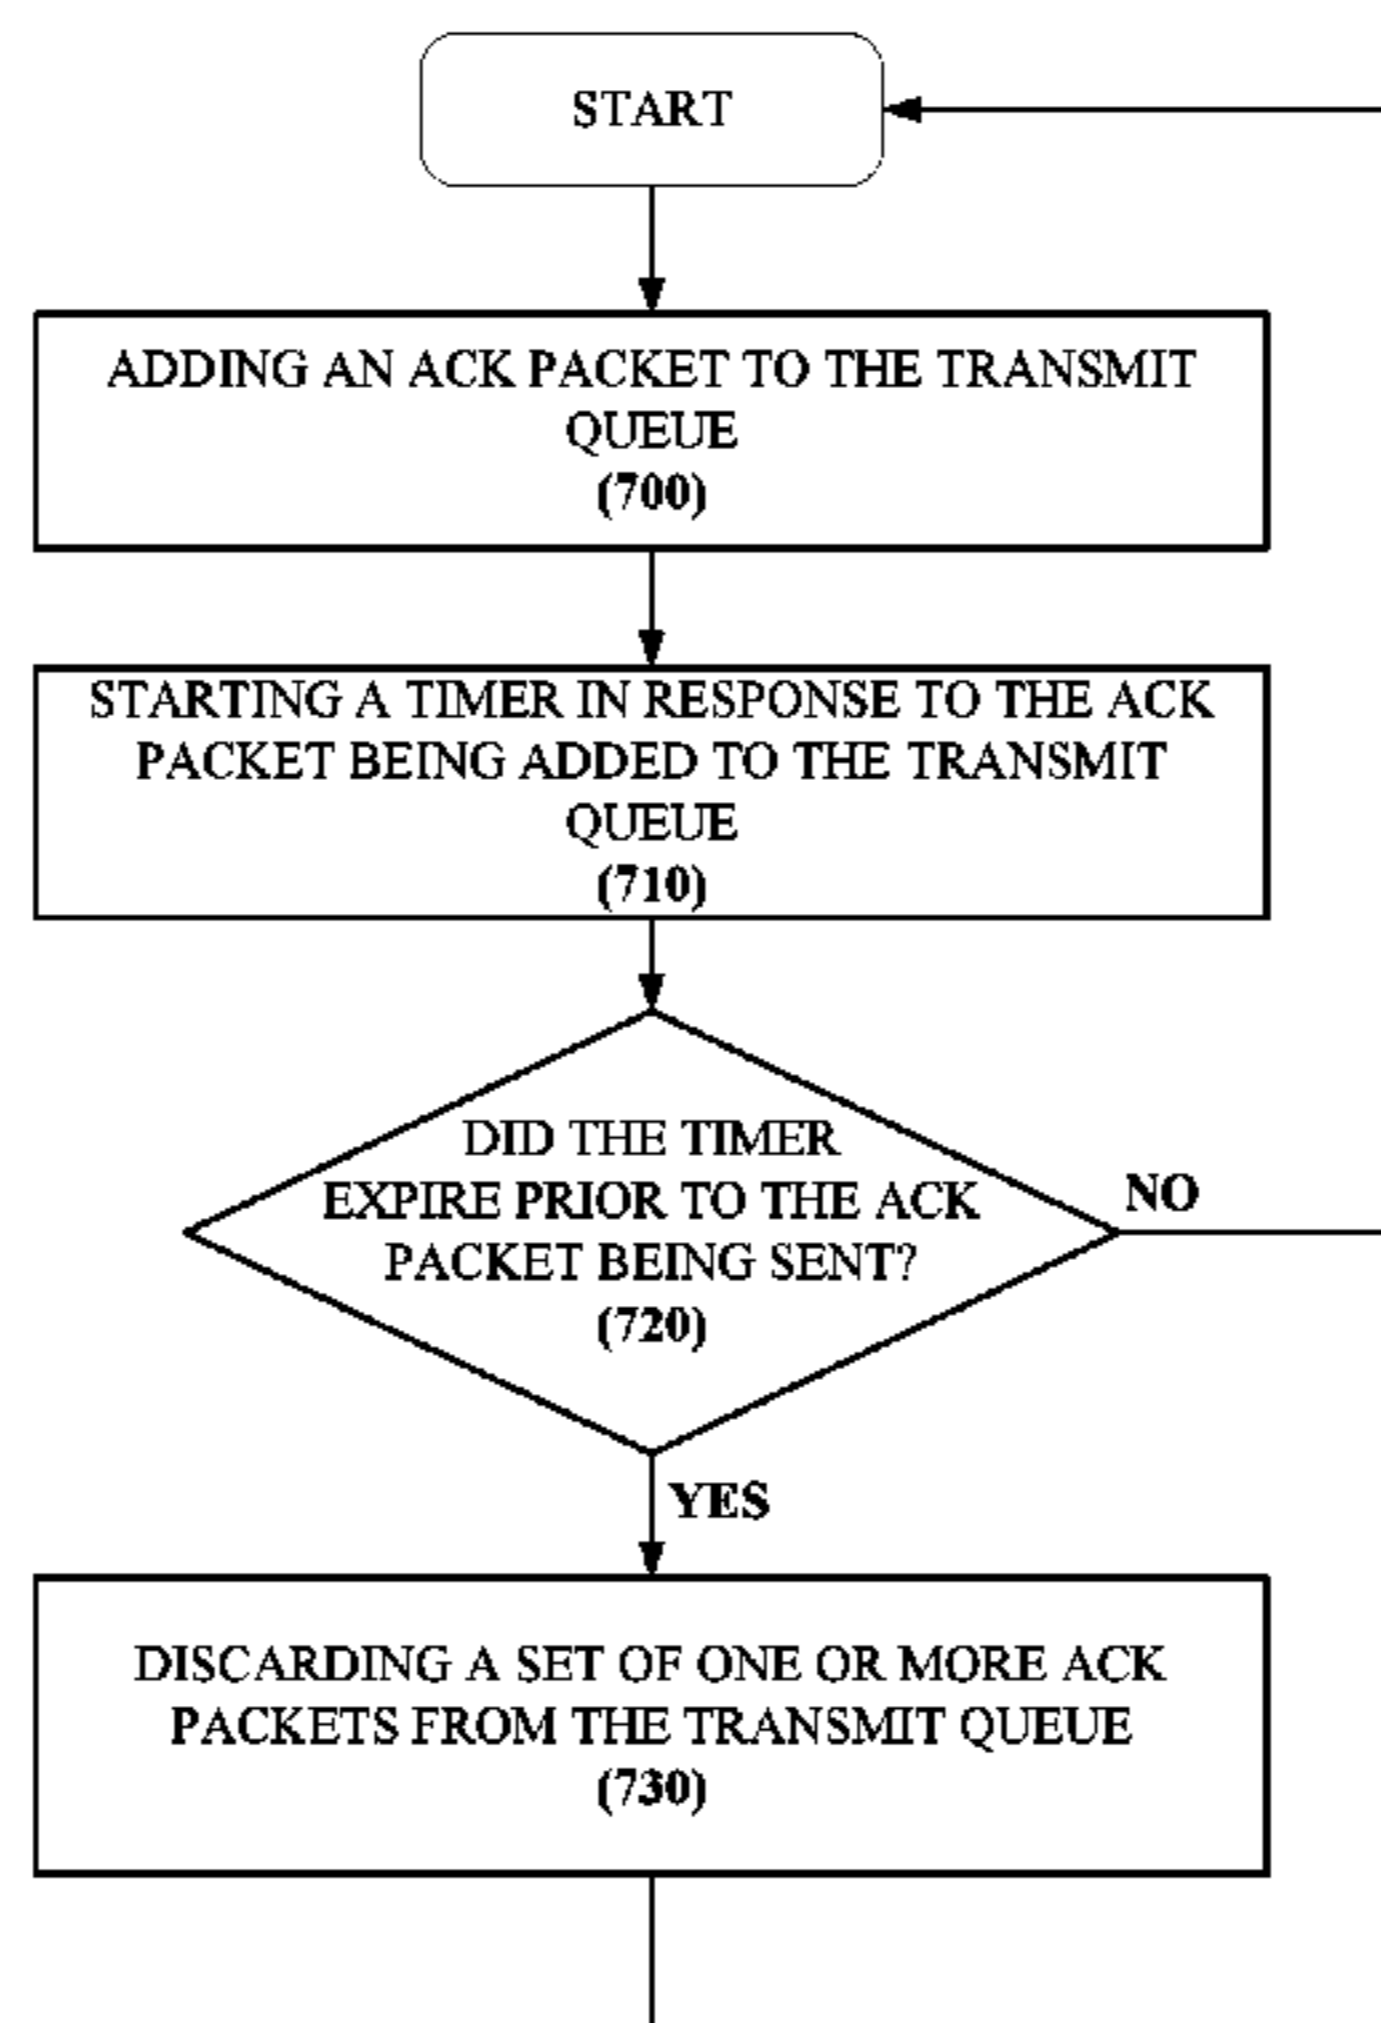 START
ADDING AN ACK PACKET TO THE TRANSMIT
QUEUE
(700)
STARTING A TIMER IN RESPONSE TO THE ACK
PACKET BEING ADDED TO THE TRANSMIT
QUEUE
(710)
DID THE TIMER
EXPIRE PRIOR TO THE ACK
PACKET BEING SENT?
(720)
NO
YES
DISCARDING A SET OF ONE OR MORE ACK
PACKETS FROM THE TRANSMIT QUEUE
(730)